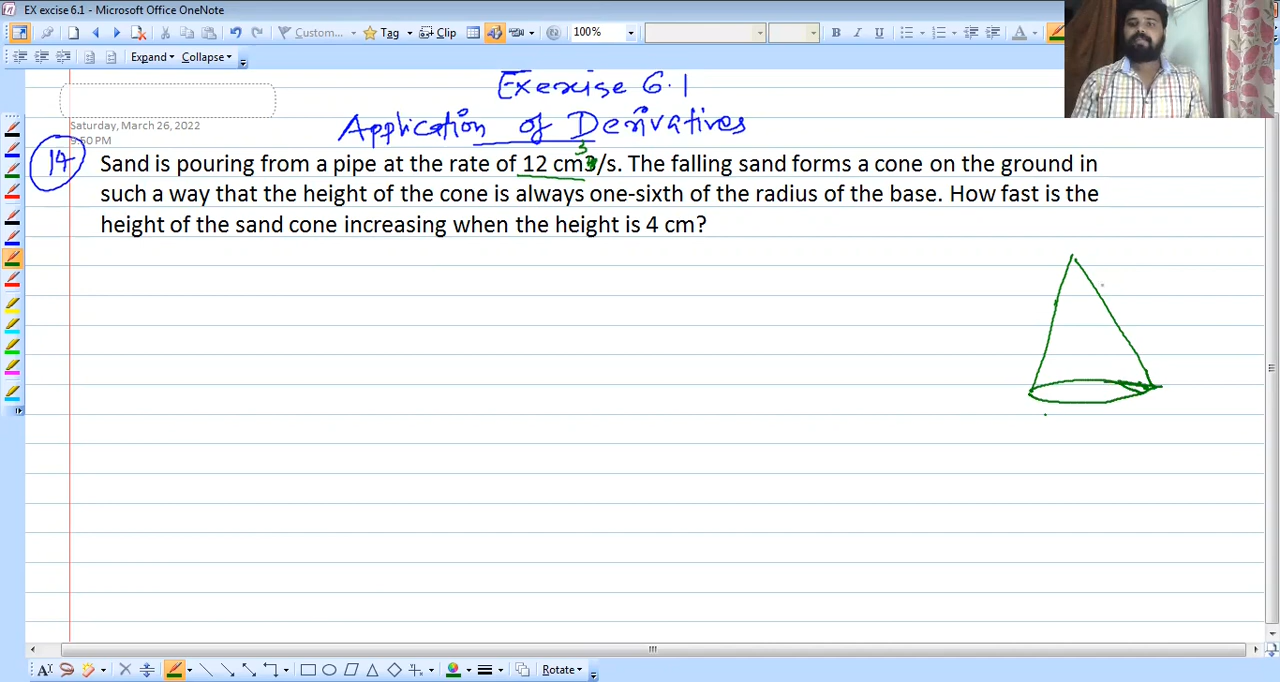 EX excise 6.1 - Microsoft Office OneNote
Custom... Tag Clip 100% B I U A
Expand Collapse
Exercise 6.1
Saturday, March 26, 2022
Application of Derivatives
9:50 PM
14 Sand is pouring from a pipe at the rate of 12 cm3/s. The falling sand forms a cone on the ground in
such a way that the height of the cone is always one-sixth of the radius of the base. How fast is the
height of the sand cone increasing when the height is 4 cm?
Rotate